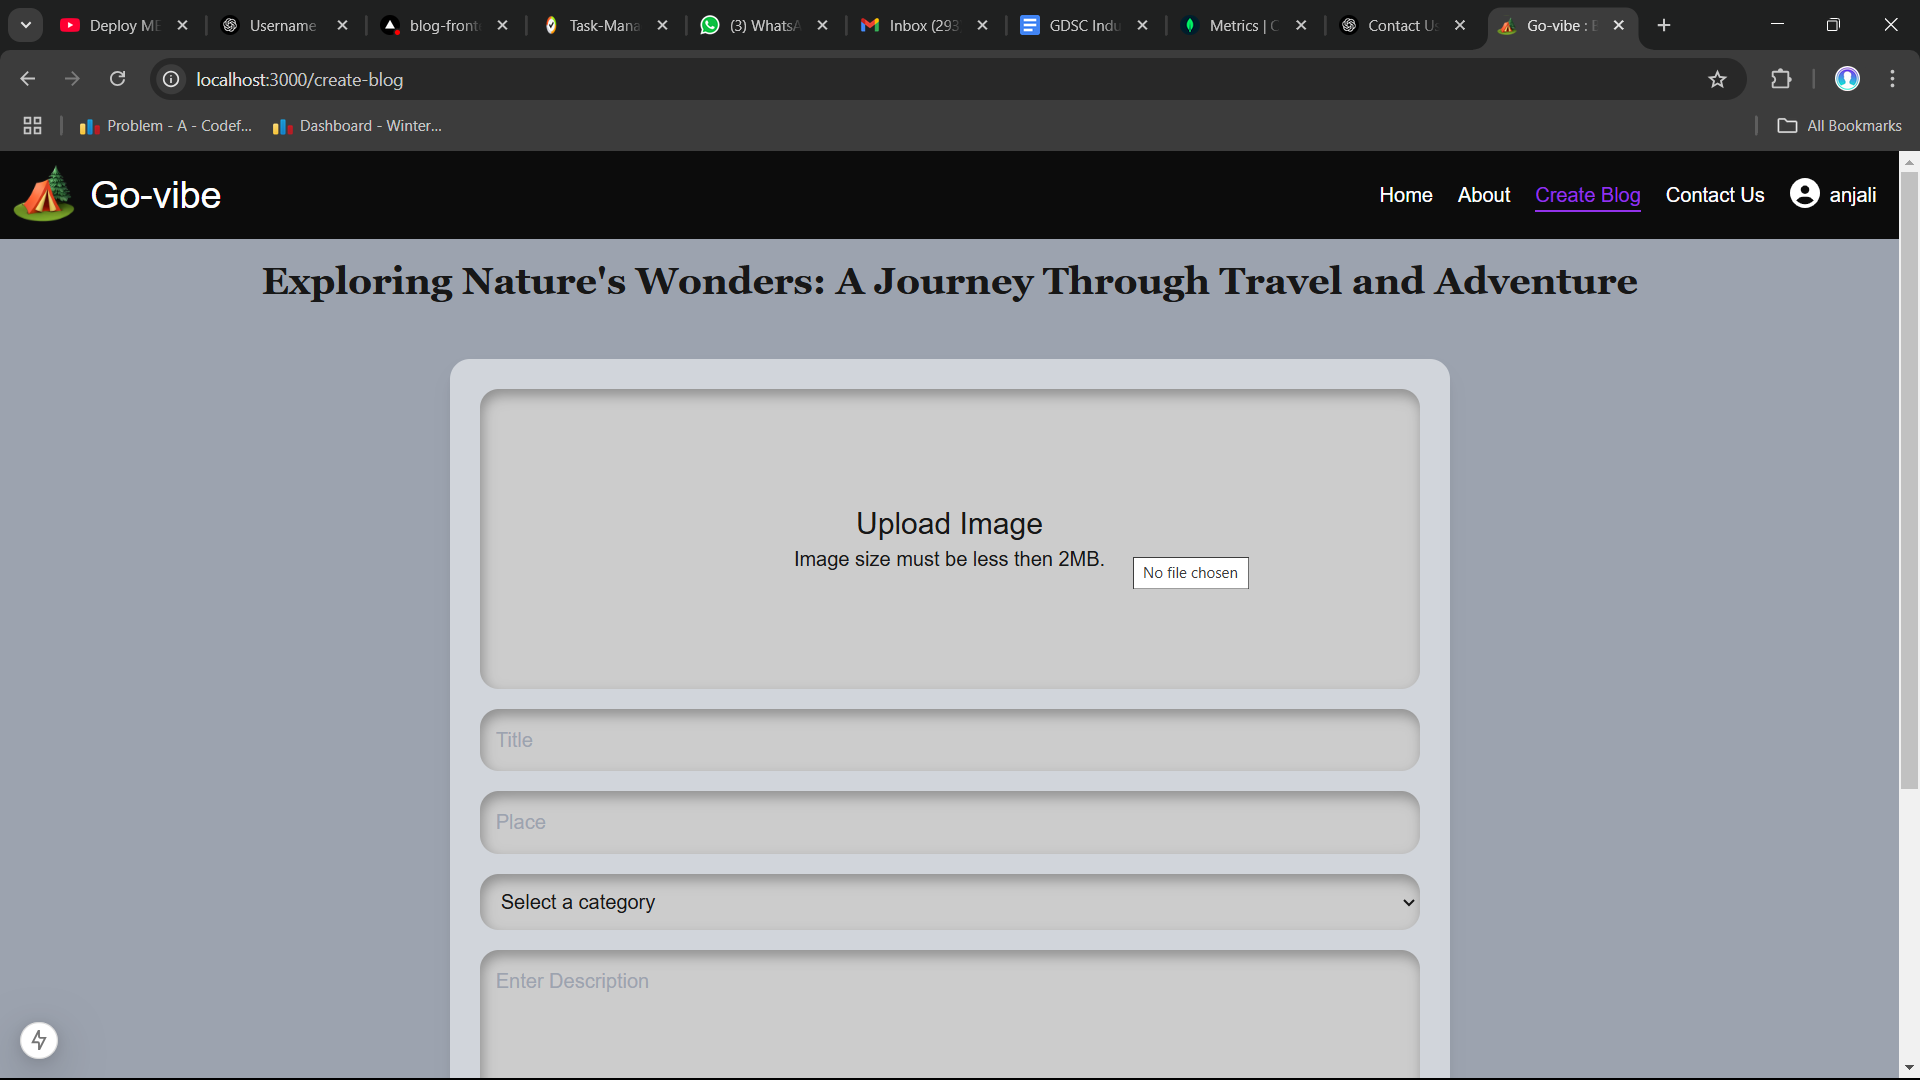 Deploy ME
Username
blog-front
Task-Mana
(3) WhatsA
Inbox (293
GDSC Indu
Metrics | C
Contact Us
Go-vibe : B
localhost:3000/create-blog
Problem - A - Codef...
Dashboard - Winter...
All Bookmarks
Go-vibe
Home
About
Create Blog
Contact Us
anjali
Exploring Nature's Wonders: A Journey Through Travel and Adventure
Upload Image
Image size must be less then 2MB.
No file chosen
Title
Place
Select a category
Enter Description